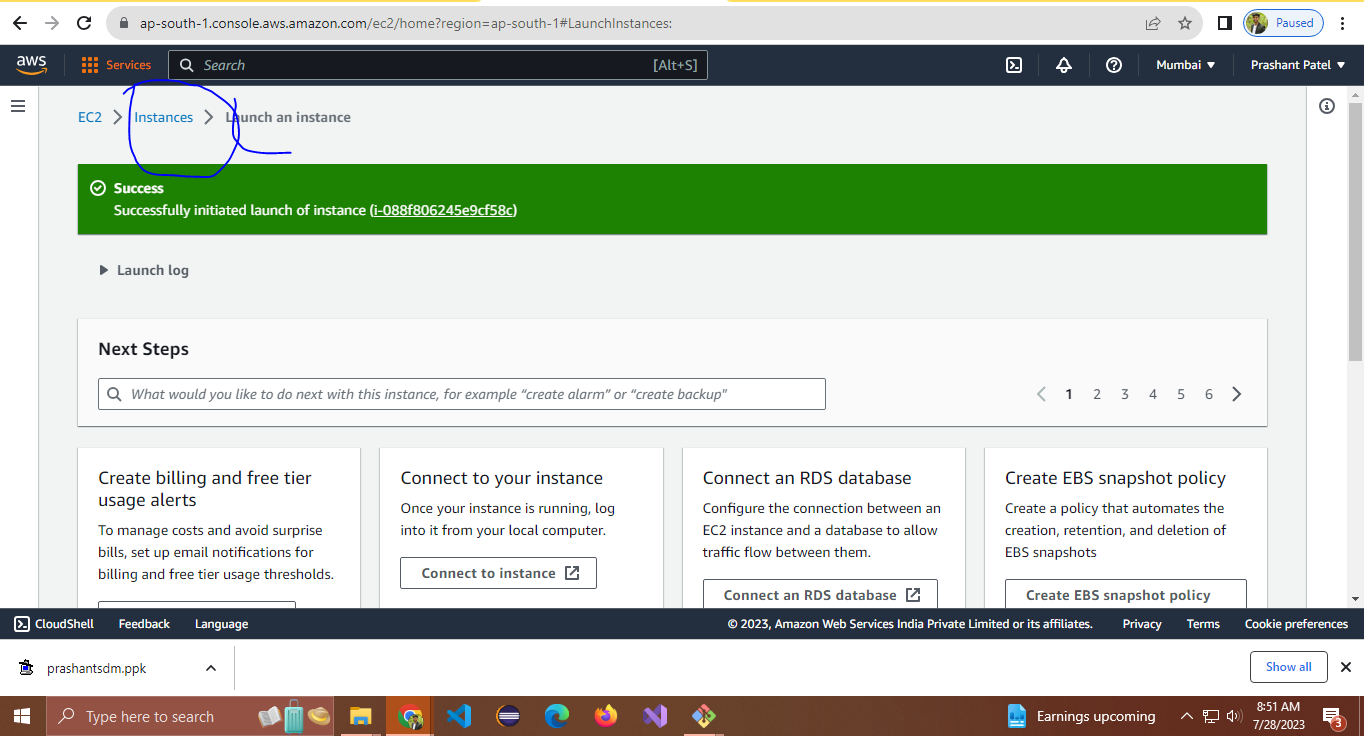 ap-south-1.console.aws.amazon.com/ec2/home?region=ap-south-1#LaunchInstances:
Paused
aws
Services
Search
[Alt+S]
Mumbai
Prashant Patel
EC2
Instances
Launch an instance
Success
Successfully initiated launch of instance (i-088f806245e9cf58c)
Launch log
Next Steps
What would you like to do next with this instance, for example “create alarm” or “create backup”
1 2 3 4 5 6
Create billing and free tier
usage alerts
To manage costs and avoid surprise
bills, set up email notifications for
billing and free tier usage thresholds.
Connect to your instance
Once your instance is running, log
into it from your local computer.
Connect to instance
Connect an RDS database
Configure the connection between an
EC2 instance and a database to allow
traffic flow between them.
Connect an RDS database
Create EBS snapshot policy
Create a policy that automates the
creation, retention, and deletion of
EBS snapshots
Create EBS snapshot policy
CloudShell
Feedback
Language
© 2023, Amazon Web Services India Private Limited or its affiliates.
Privacy
Terms
Cookie preferences
prashantsdm.ppk
Show all
Type here to search
Earnings upcoming
8:51 AM
7/28/2023
3